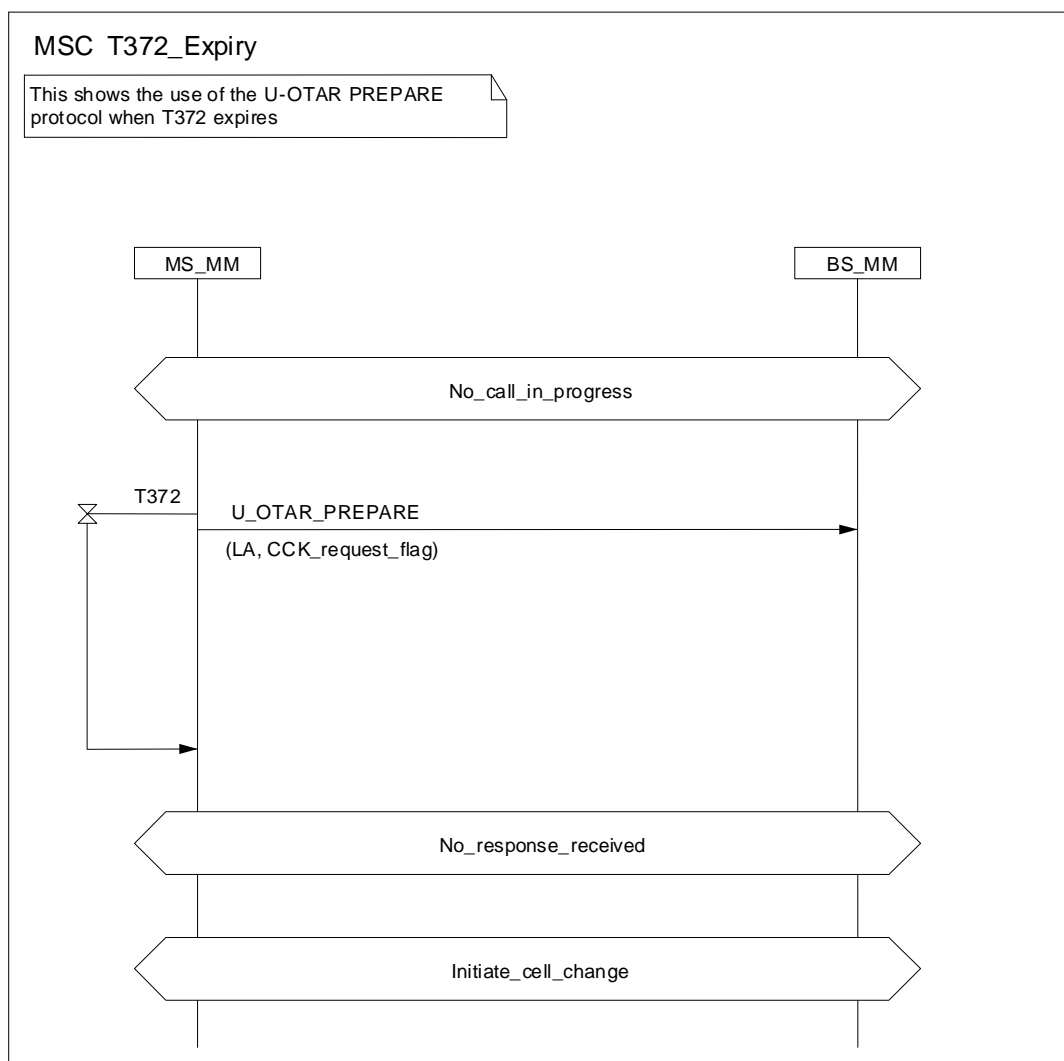 MSC T372_Expiry
This shows the use of the U-OTAR PREPARE
protocol when T372 expires
MS_MM
BS_MM
No_call_in_progress
T372
U_OTAR_PREPARE
(LA, CCK_request_flag)
No_response_received
Initiate_cell_change